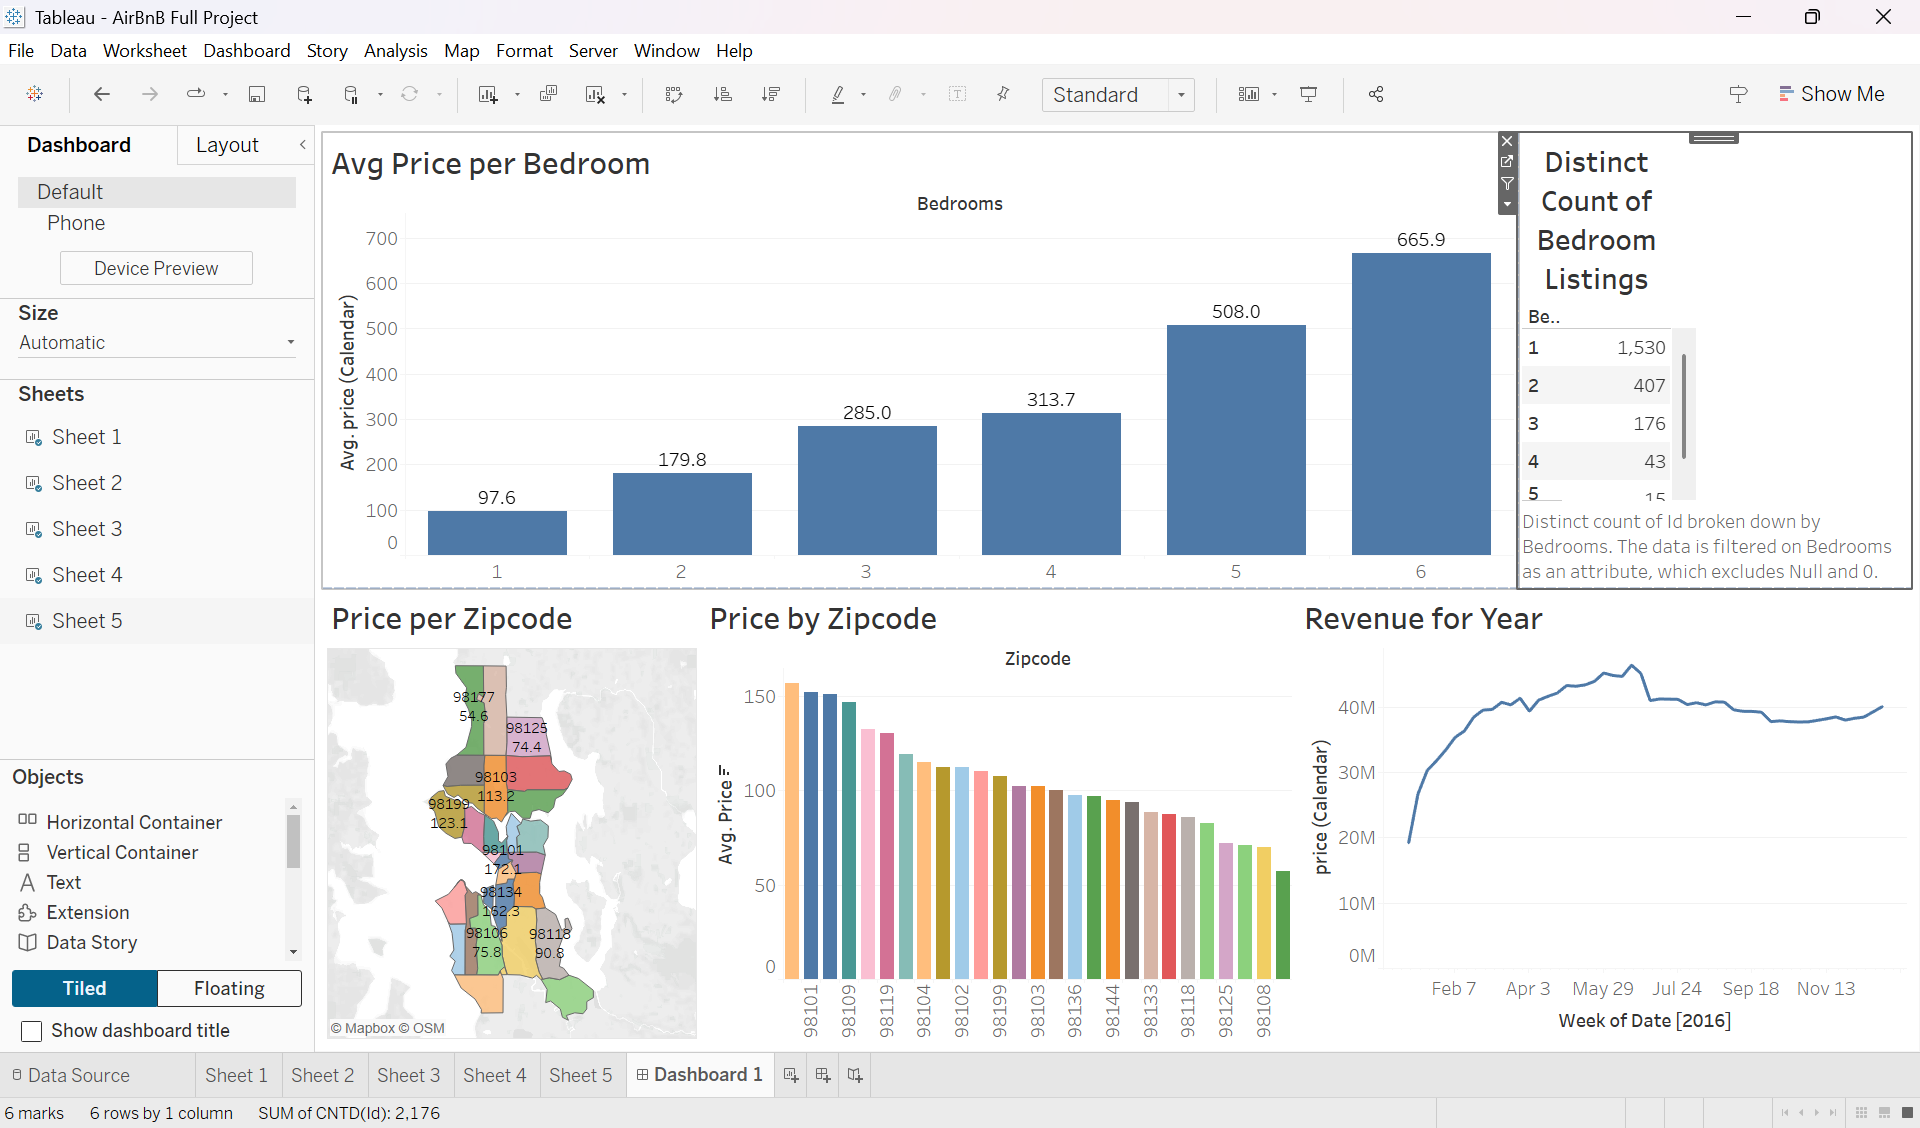 Tableau - AirBnB Full Project
File Data Worksheet Dashboard Story Analysis Map Format Server Window Help
Standard
Show Me
Dashboard
Layout
Default
Phone
Device Preview
Size
Automatic
Sheets
Sheet 1
Sheet 2
Sheet 3
Sheet 4
Sheet 5
Objects
Horizontal Container
Vertical Container
Text
Extension
Data Story
Tiled
Floating
Show dashboard title
Avg Price per Bedroom
Bedrooms
Avg. price (Calendar)
700
600
500
400
300
200
100
0
97.6
179.8
285.0
313.7
508.0
665.9
1 2 3 4 5 6
Distinct
Count of
Bedroom
Listings
Be..
1 1,530
2 407
3 176
4 43
5 15
Distinct count of Id broken down by
Bedrooms. The data is filtered on Bedrooms
as an attribute, which excludes Null and 0.
Price per Zipcode
98177
54.6
98125
74.4
98103
113.2
98199
123.1
98101
172.1
98134
152.3
98106
75.8
98118
90.8
© Mapbox © OSM
Price by Zipcode
Zipcode
Avg. Price
150
100
50
0
98101 98109 98119 98104 98102 98199 98103 98136 98144 98133 98118 98125 98108
Revenue for Year
price (Calendar)
40M
30M
20M
10M
0M
Feb 7 Apr 3 May 29 Jul 24 Sep 18 Nov 13
Week of Date [2016]
Data Source Sheet 1 Sheet 2 Sheet 3 Sheet 4 Sheet 5 Dashboard 1
6 marks 6 rows by 1 column SUM of CNTD(Id): 2,176